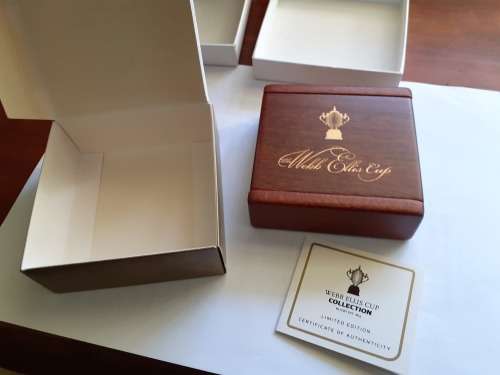 Webb Ellis Cup
WEBB ELLIS CUP
COLLECTION
LIMITED EDITION
CERTIFICATE OF AUTHENTICITY